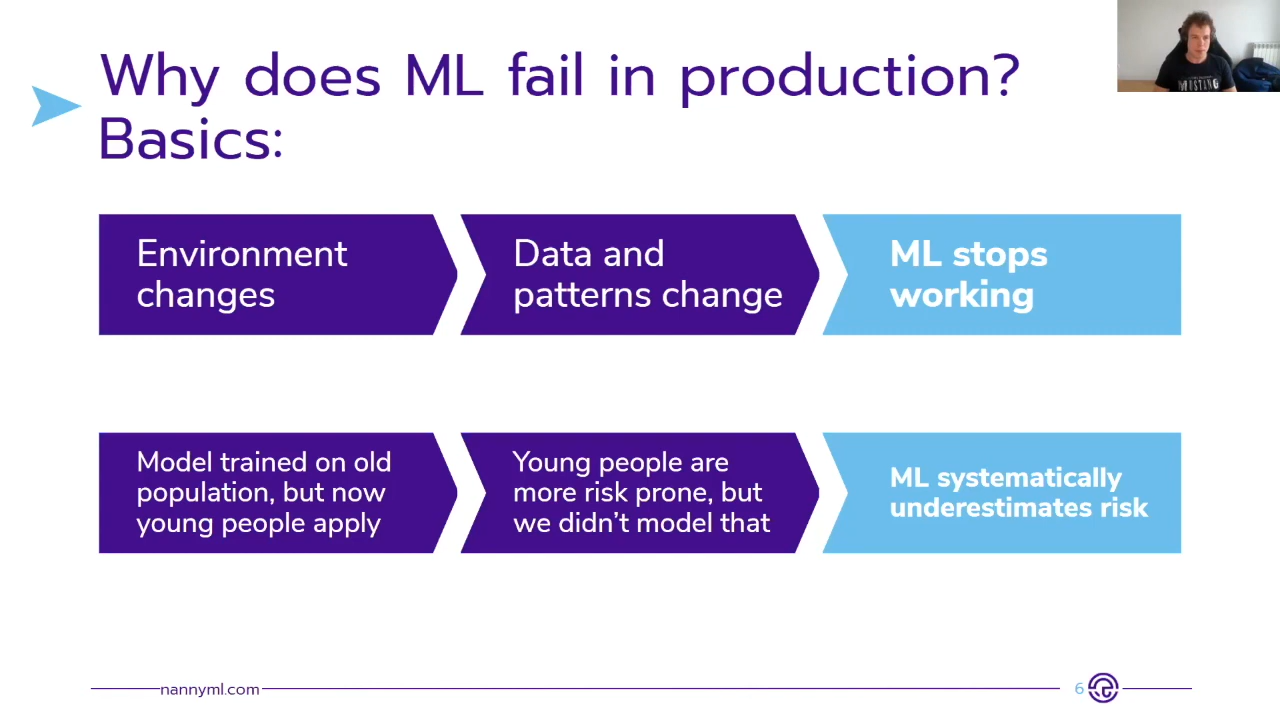 Why does ML fail in production?
Basics:
Environment
changes
Data and
patterns change
ML stops
working
Model trained on old
population, but now
young people apply
Young people are
more risk prone, but
we didn't model that
ML systematically
underestimates risk
nannyml.com
6
MUSTANG